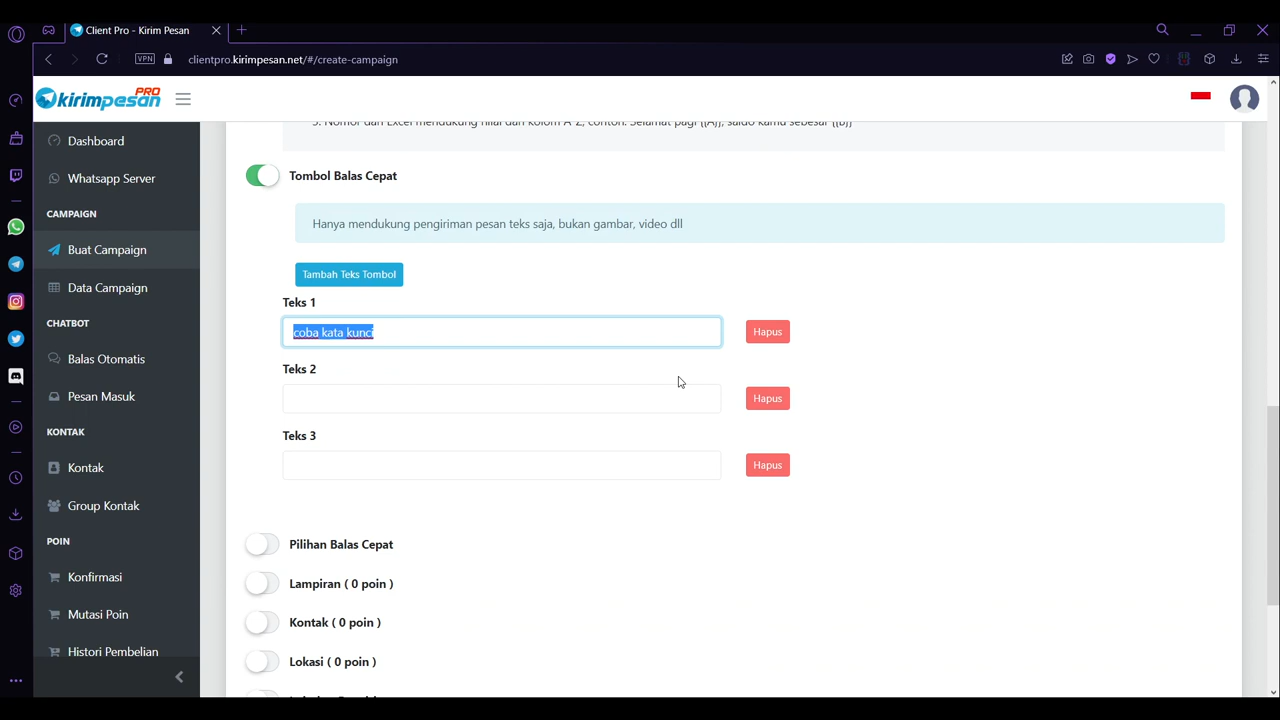 Client Pro - Kirim Pesan
VPN
clientpro.kirimpesan.net/#/create-campaign
kirimpesan PRO
Dashboard
Whatsapp Server
CAMPAIGN
Buat Campaign
Data Campaign
CHATBOT
Balas Otomatis
Pesan Masuk
KONTAK
Kontak
Group Kontak
POIN
Konfirmasi
Mutasi Poin
Histori Pembelian
5. Nomor dari Excel mendukung nilai dari kolom A-Z, contoh: Selamat pagi {{A}}, saldo kamu sebesar {{B}}
Tombol Balas Cepat
Hanya mendukung pengiriman pesan teks saja, bukan gambar, video dll
Tambah Teks Tombol
Teks 1
coba kata kunci
Hapus
Teks 2
Hapus
Teks 3
Hapus
Pilihan Balas Cepat
Lampiran ( 0 poin )
Kontak ( 0 poin )
Lokasi ( 0 poin )